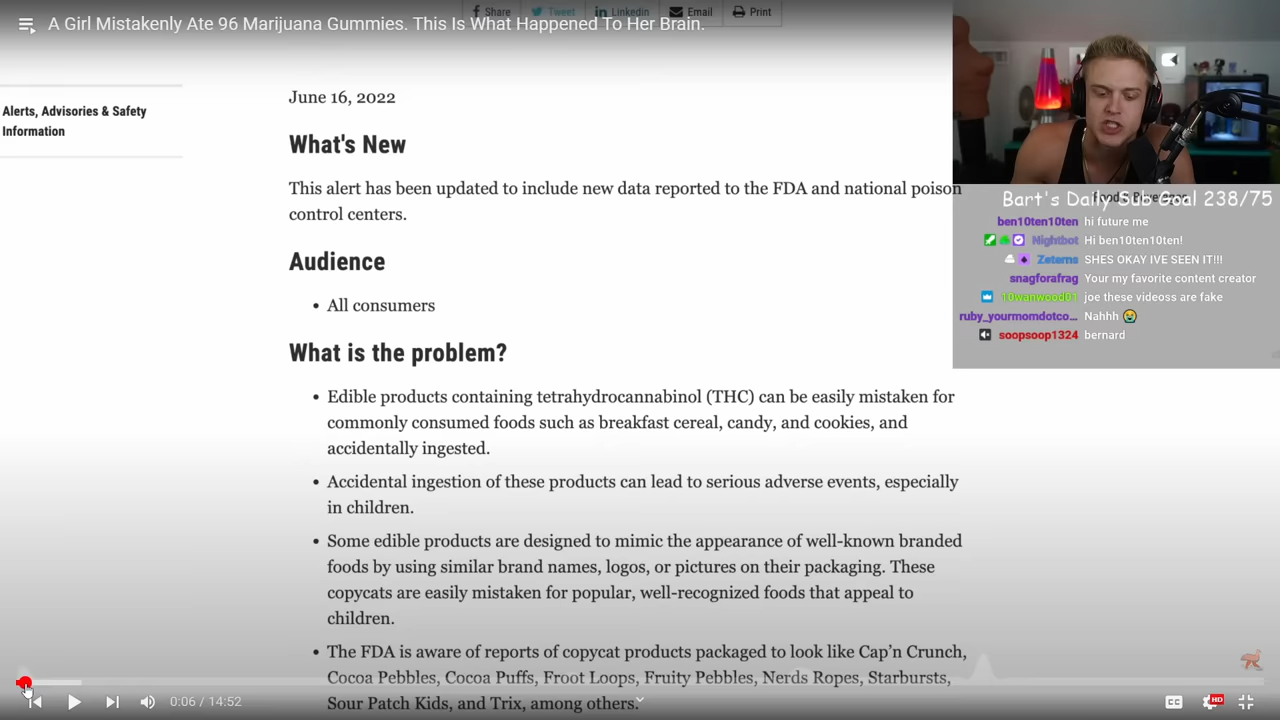 Share Tweet Linkedin Email Print
A Girl Mistakenly Ate 96 Marijuana Gummies. This Is What Happened To Her Brain.
Alerts, Advisories & Safety
Information
June 16, 2022
What's New
This alert has been updated to include new data reported to the FDA and national poison
control centers.
Audience
• All consumers
What is the problem?
• Edible products containing tetrahydrocannabinol (THC) can be easily mistaken for
commonly consumed foods such as breakfast cereal, candy, and cookies, and
accidentally ingested.
• Accidental ingestion of these products can lead to serious adverse events, especially
in children.
• Some edible products are designed to mimic the appearance of well-known branded
foods by using similar brand names, logos, or pictures on their packaging. These
copycats are easily mistaken for popular, well-recognized foods that appeal to
children.
• The FDA is aware of reports of copycat products packaged to look like Cap’n Crunch,
Cocoa Pebbles, Cocoa Puffs, Froot Loops, Fruity Pebbles, Nerds Ropes, Starbursts,
Sour Patch Kids, and Trix, among others.
Bart's Daily Sub Goal 238/75
ben10ten10ten hi future me
Nightbot Hi ben10ten10ten!
Zeterns SHES OKAY IVE SEEN IT!!!
snagforafrag Your my favorite content creator
10wanwood01 joe these videoss are fake
ruby_yourmomdotco... Nahhh 😭
soopsoop1324 bernard
0:06 / 14:52
CC
HD